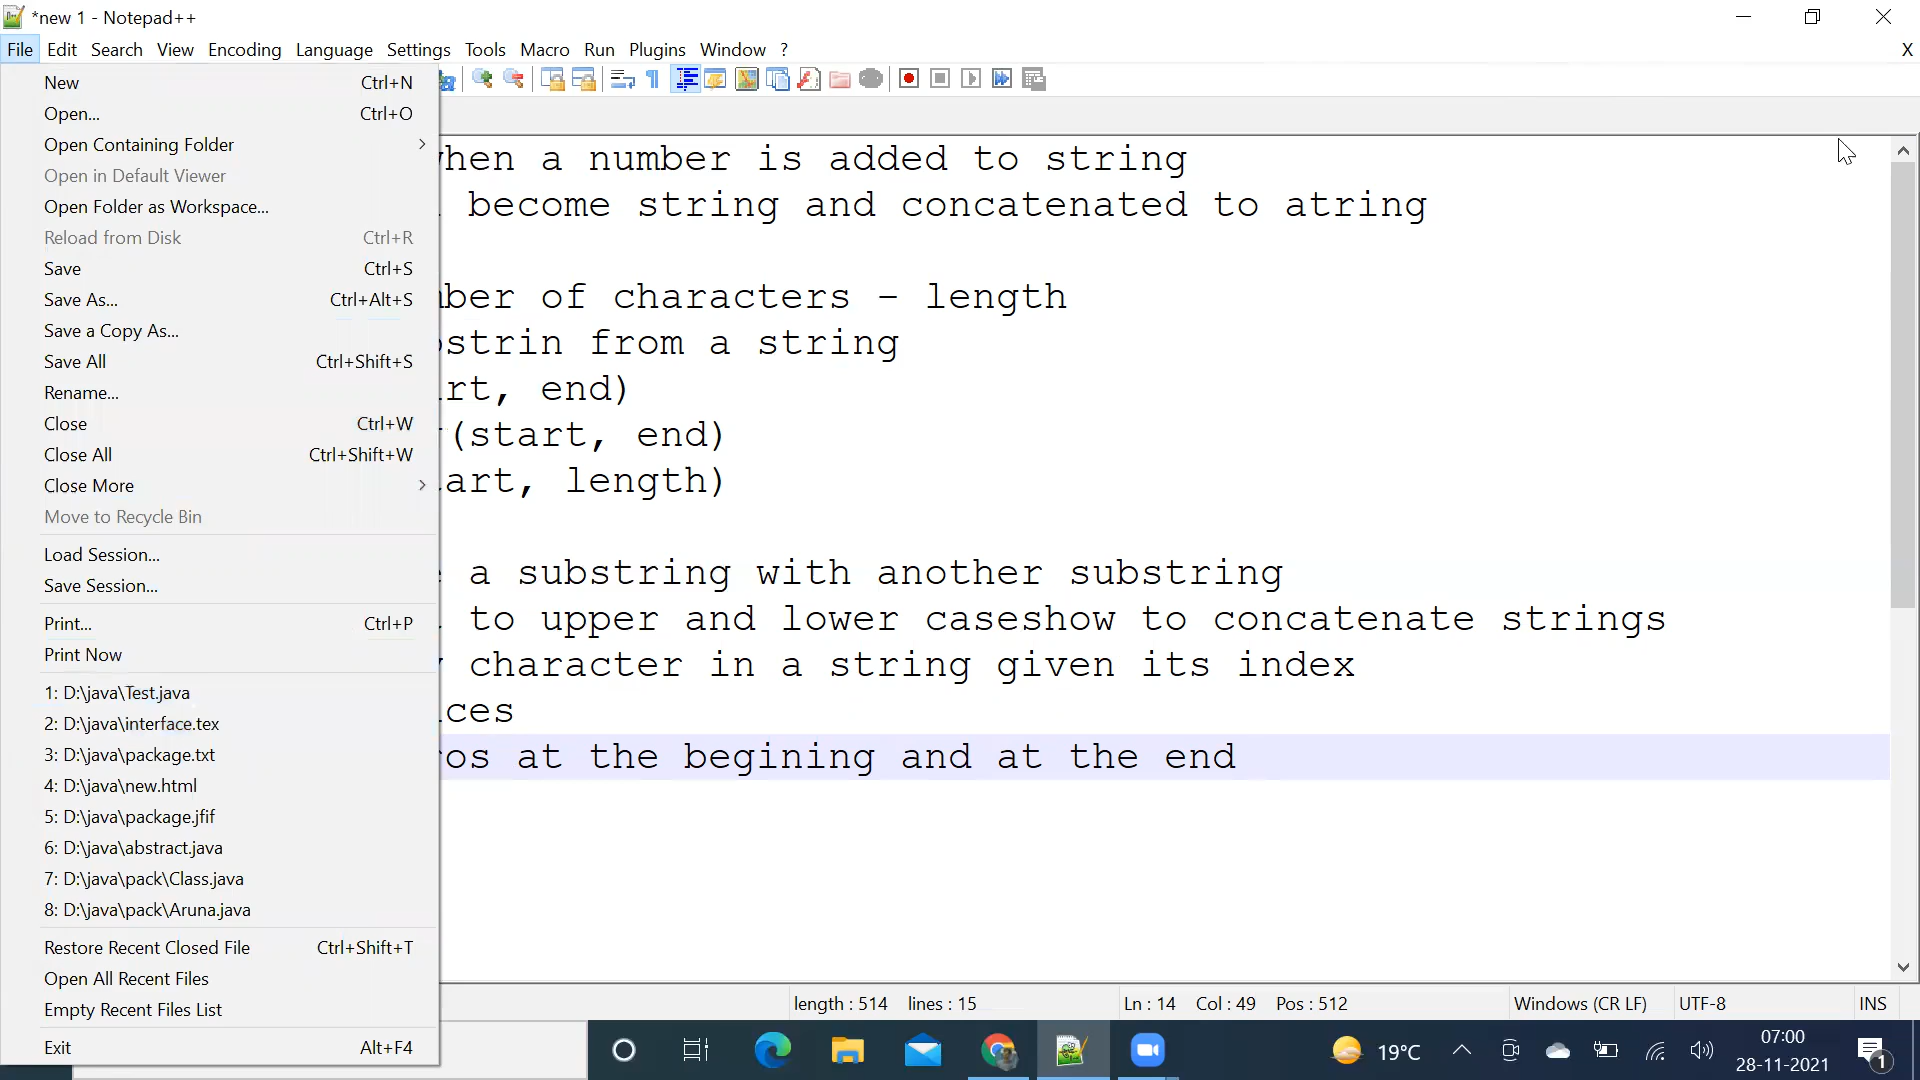 *new 1 - Notepad++
File Edit Search View Encoding Language Settings Tools Macro Run Plugins Window ? X
New Ctrl+N
Open... Ctrl+O
Open Containing Folder
Open in Default Viewer
Open Folder as Workspace...
Reload from Disk Ctrl+R
Save Ctrl+S
Save As... Ctrl+Alt+S
Save a Copy As...
Save All Ctrl+Shift+S
Rename...
Close Ctrl+W
Close All Ctrl+Shift+W
Close More
Move to Recycle Bin
Load Session...
Save Session...
Print... Ctrl+P
Print Now
1: D:\java\Test.java
2: D:\java\interface.tex
3: D:\java\package.txt
4: D:\java\new.html
5: D:\java\package.jfif
6: D:\java\abstract.java
7: D:\java\pack\Class.java
8: D:\java\pack\Aruna.java
Restore Recent Closed File Ctrl+Shift+T
Open All Recent Files
Empty Recent Files List
Exit Alt+F4
hen a number is added to string
become string and concatenated to atring
ber of characters - length
strin from a string
rt, end)
(start, end)
art, length)
a substring with another substring
to upper and lower caseshow to concatenate strings
character in a string given its index
ces
os at the begining and at the end
length : 514 lines : 15 Ln : 14 Col : 49 Pos : 512 Windows (CR LF) UTF-8 INS
19°C
07:00
28-11-2021
1